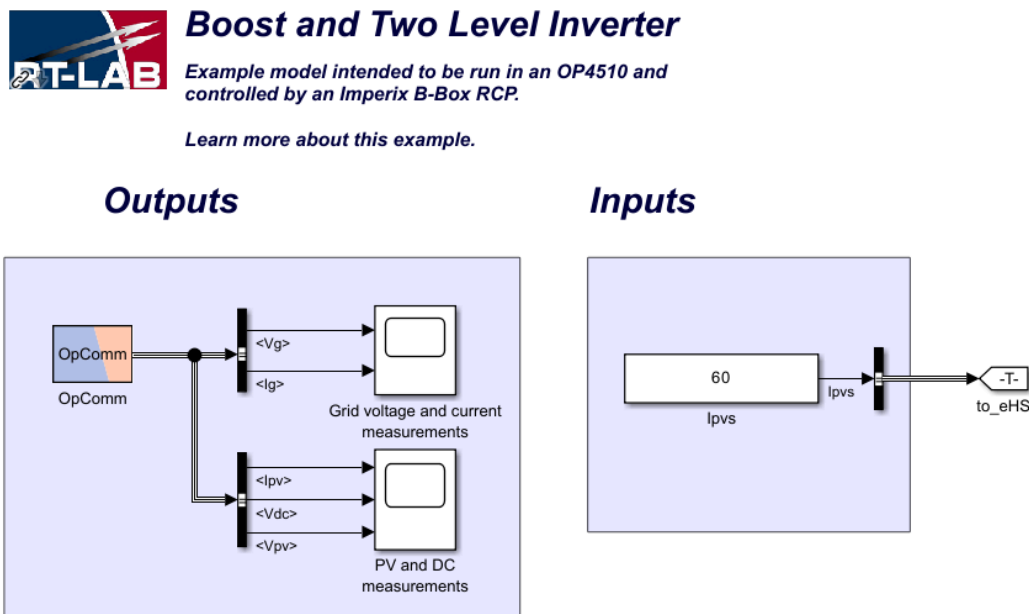 RT-LAB
Boost and Two Level Inverter
Example model intended to be run in an OP4510 and
controlled by an Imperix B-Box RCP.
Learn more about this example.
Outputs
Inputs
OpComm
OpComm
<Vg>
<Ig>
Grid voltage and current
measurements
<Ipv>
<Vdc>
<Vpv>
PV and DC
measurements
60
Ipvs
Ipvs
-T-
to_eHS